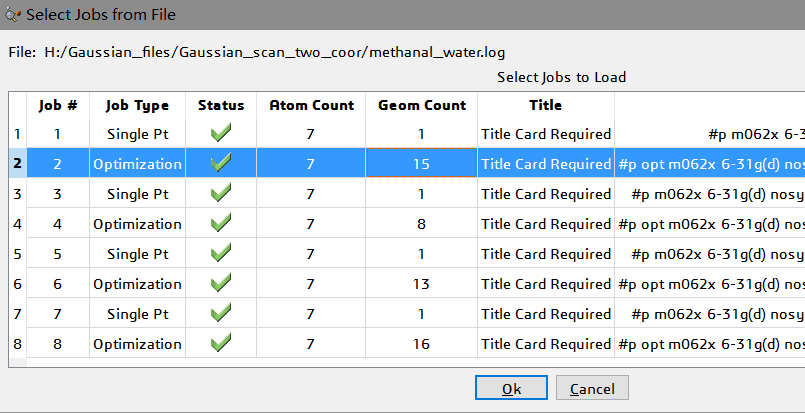 Select Jobs from File
File: H:/Gaussian_files/Gaussian_scan_two_coor/methanal_water.log
Select Jobs to Load
Job # Job Type Status Atom Count Geom Count Title
1 1 Single Pt 7 1 Title Card Required #p m062x 6-3
2 2 Optimization 7 15 Title Card Required #p opt m062x 6-31g(d) nosy
3 3 Single Pt 7 1 Title Card Required #p m062x 6-31g(d) nosy
4 4 Optimization 7 8 Title Card Required #p opt m062x 6-31g(d) nos
5 5 Single Pt 7 1 Title Card Required #p m062x 6-31g(d) nosy
6 6 Optimization 7 13 Title Card Required #p opt m062x 6-31g(d) nos
7 7 Single Pt 7 1 Title Card Required #p m062x 6-31g(d) nosy
8 8 Optimization 7 16 Title Card Required #p opt m062x 6-31g(d) nos
Ok Cancel